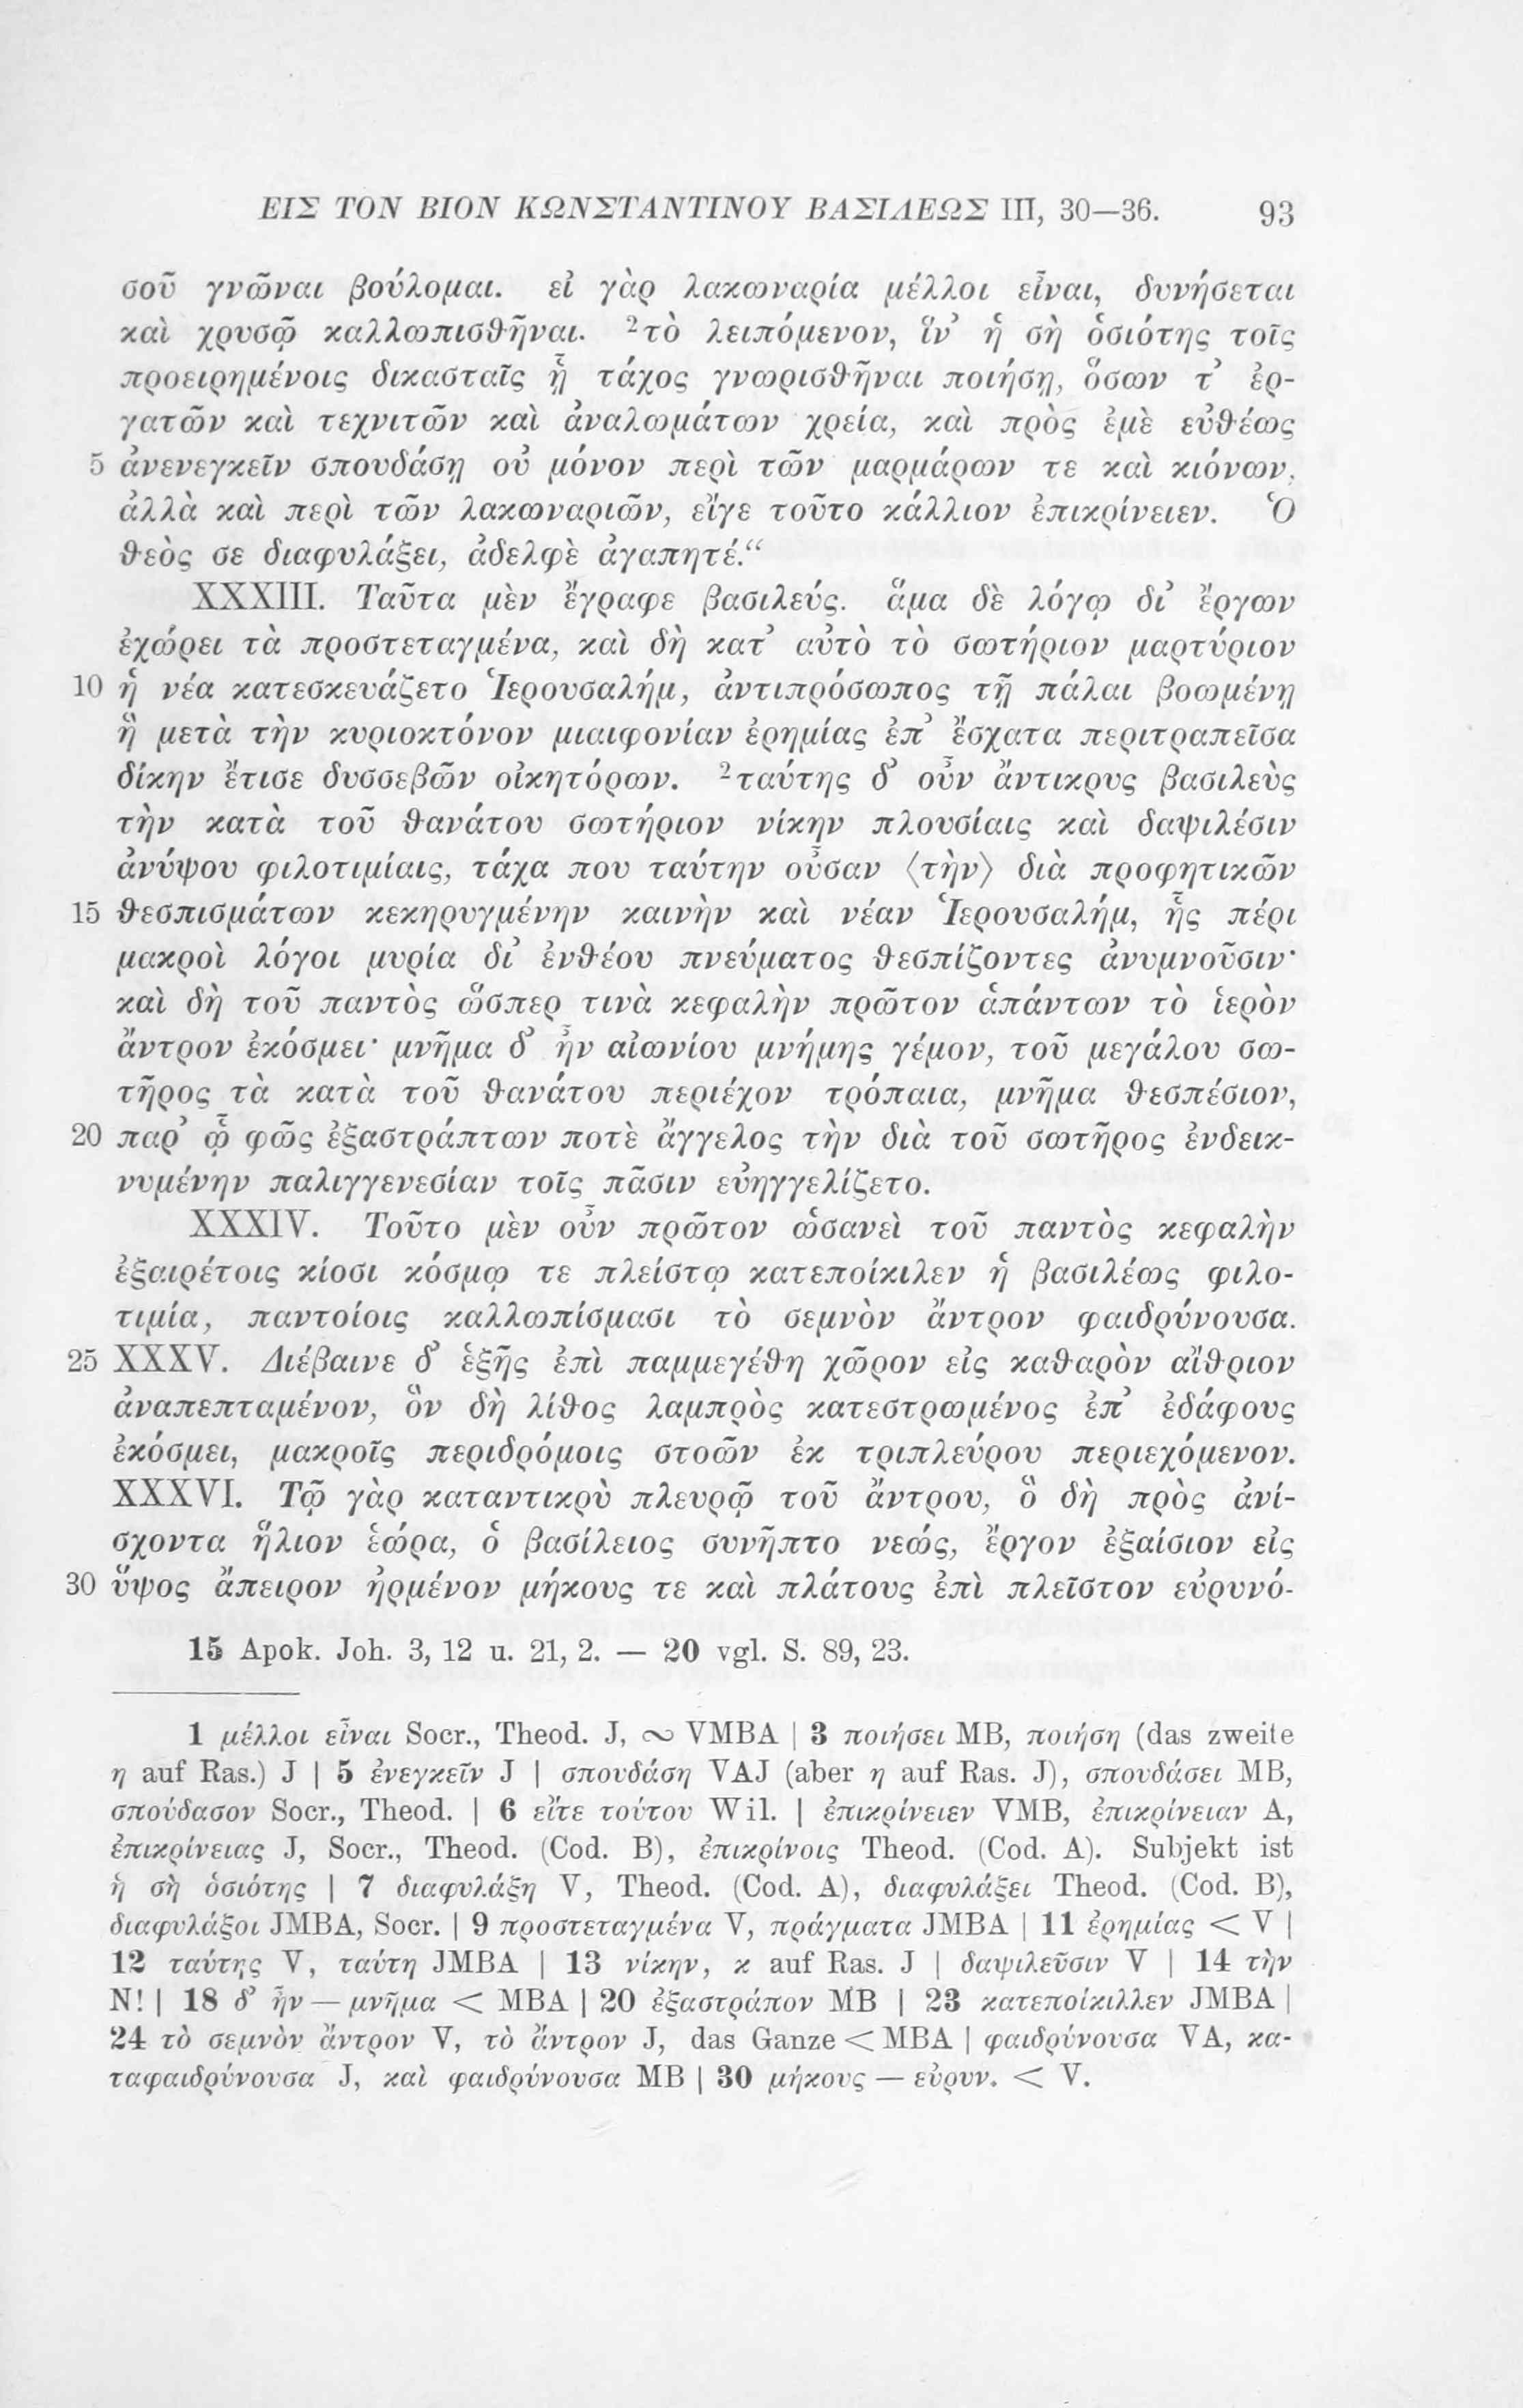 ΕΙΣ ΤΟΝ ΒΙΟΝ ΚΩΝΣΤΑΝΤΙΝΟΥ ΒΑΣΙΛΕΩΣ III, 30—36. 93
σοῦ γνῶναι βούλομαι. εἰ γὰρ λακωναρία μέλλοι εἶναι, δυνήσεται
καὶ χρυσῷ καλλωπισθῆναι. ²τὸ λειπόμενον, ἵν᾽ ἡ σὴ ὁσιότης τοῖς
προειρημένοις δικασταῖς ᾗ τάχος γνωρισθῆναι ποιήσῃ, ὅσων τ᾽ ἐρ-
γατῶν καὶ τεχνιτῶν καὶ ἀναλωμάτων χρεία, καὶ πρὸς ἐμὲ εὐθέως
5 ἀνενεγκεῖν σπουδάσῃ οὐ μόνον περὶ τῶν μαρμάρων τε καὶ κιόνων,
ἀλλὰ καὶ περὶ τῶν λακωναριῶν, εἴγε τοῦτο κάλλιον ἐπικρίνειεν. Ὁ
θεὸς σε διαφυλάξει, ἀδελφὲ ἀγαπητέ.“
XXXIII. Ταῦτα μὲν ἔγραφε βασιλεύς. ἅμα δὲ λόγῳ δι᾽ ἔργων
ἐχώρει τὰ προστεταγμένα, καὶ δὴ κατ᾽ αὐτὸ τὸ σωτήριον μαρτύριον
10 ἡ νέα κατεσκευάζετο Ἱερουσαλήμ, ἀντιπρόσωπος τῇ πάλαι βοωμένῃ
ἣ μετὰ τὴν κυριοκτόνον μιαιφονίαν ἐρημίας ἐπ᾽ ἔσχατα περιτραπεῖσα
δίκην ἔτισε δυσσεβῶν οἰκητόρων. ²ταύτης δ᾽ οὖν ἄντικρυς βασιλεὺς
τὴν κατὰ τοῦ θανάτου σωτήριον νίκην πλουσίαις καὶ δαψιλέσιν
ἀνύψου φιλοτιμίαις, τάχα που ταύτην οὖσαν ⟨τὴν⟩ διὰ προφητικῶν
15 θεσπισμάτων κεκηρυγμένην καινὴν καὶ νέαν Ἱερουσαλήμ, ἧς πέρι
μακροὶ λόγοι μυρία δι᾽ ἐνθέου πνεύματος θεσπίζοντες ἀνυμνοῦσιν·
καὶ δὴ τοῦ παντὸς ὥσπερ τινὰ κεφαλὴν πρῶτον ἁπάντων τὸ ἱερὸν
ἄντρον ἐκόσμει· μνῆμα δ᾽ ἦν αἰωνίου μνήμης γέμον, τοῦ μεγάλου σω-
τῆρος τὰ κατὰ τοῦ θανάτου περιέχον τρόπαια, μνῆμα θεσπέσιον,
20 παρ᾽ ᾧ φῶς ἐξαστράπτων ποτὲ ἄγγελος τὴν διὰ τοῦ σωτῆρος ἐνδεικ-
νυμένην παλιγγενεσίαν τοῖς πᾶσιν εὐηγγελίζετο.
XXXIV. Τοῦτο μὲν οὖν πρῶτον ὡσανεὶ τοῦ παντὸς κεφαλὴν
ἐξαιρέτοις κίοσι κόσμῳ τε πλείστῳ κατεποίκιλεν ἡ βασιλέως φιλο-
τιμία, παντοίοις καλλωπίσμασι τὸ σεμνὸν ἄντρον φαιδρύνουσα.
25 XXXV. Διέβαινε δ᾽ ἑξῆς ἐπὶ παμμεγέθη χῶρον εἰς καθαρὸν αἴθριον
ἀναπεπταμένον, ὃν δὴ λίθος λαμπρὸς κατεστρωμένος ἐπ᾽ ἐδάφους
ἐκόσμει, μακροῖς περιδρόμοις στοῶν ἐκ τριπλεύρου περιεχόμενον.
XXXVI. Τῷ γὰρ καταντικρὺ πλευρῷ τοῦ ἄντρου, ὃ δὴ πρὸς ἀνί-
σχοντα ἥλιον ἑώρα, ὁ βασίλειος συνῆπτο νεώς, ἔργον ἐξαίσιον εἰς
30 ὕψος ἄπειρον ἠρμένον μήκους τε καὶ πλάτους ἐπὶ πλεῖστον εὐρυνό-
15 Apok. Joh. 3, 12 u. 21, 2. — 20 vgl. S. 89, 23.
1 μέλλοι εἶναι Socr., Theod. J, ∾ VMBA | 3 ποιήσει MB, ποιήση (das zweite
η auf Ras.) J | 5 ἐνεγκεῖν J | σπουδάση VAJ (aber η auf Ras. J), σπουδάσει MB,
σπούδασον Socr., Theod. | 6 εἴτε τούτου Wil. | ἐπικρίνειεν VMB, ἐπικρίνειαν A,
ἐπικρίνειας J, Socr., Theod. (Cod. B), ἐπικρίνοις Theod. (Cod. A). Subjekt ist
ἡ σὴ ὁσιότης | 7 διαφυλάξη V, Theod. (Cod. A), διαφυλάξει Theod. (Cod. B),
διαφυλάξοι JMBA, Socr. | 9 προστεταγμένα V, πράγματα JMBA | 11 ἐρημίας < V |
12 ταύτης V, ταύτη JMBA | 13 νίκην, κ auf Ras. J | δαψιλεῦσιν V | 14 τὴν
N! | 18 δ᾽ ἦν — μνῆμα < MBA | 20 ἐξαστράπον MB | 23 κατεποίκιλλεν JMBA |
24 τὸ σεμνὸν ἄντρον V, τὸ ἄντρον J, das Ganze < MBA | φαιδρύνουσα VA, κα-
ταφαιδρύνουσα J, καὶ φαιδρύνουσα MB | 30 μήκους — εὐρυν. < V.